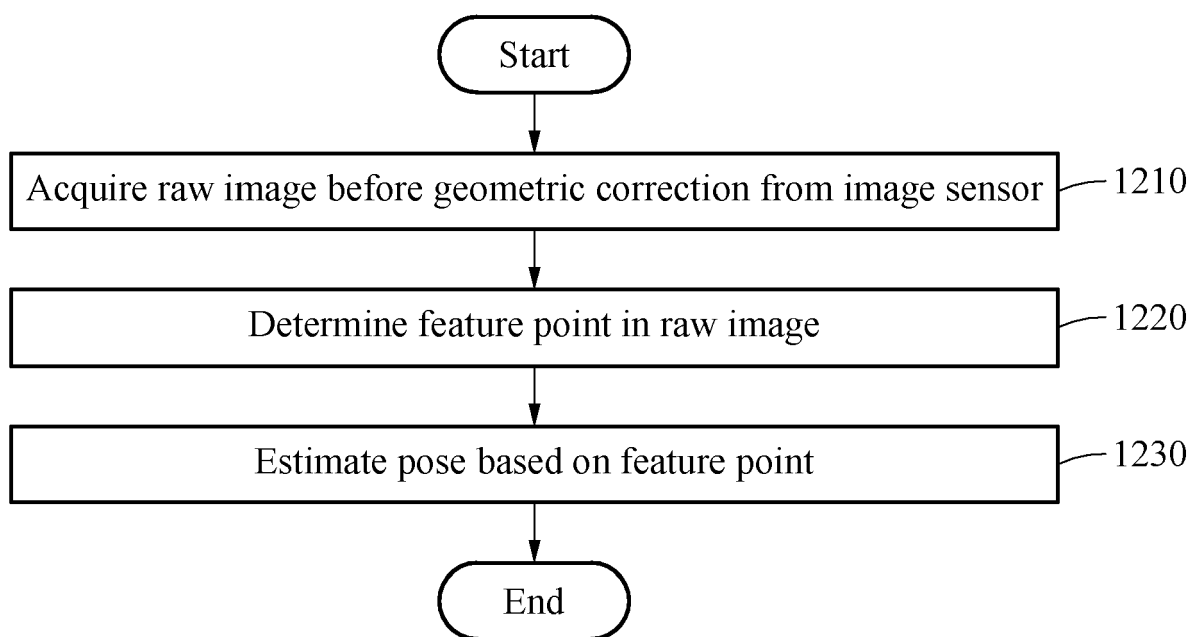 Start
Acquire raw image before geometric correction from image sensor
1210
Determine feature point in raw image
1220
Estimate pose based on feature point
1230
End